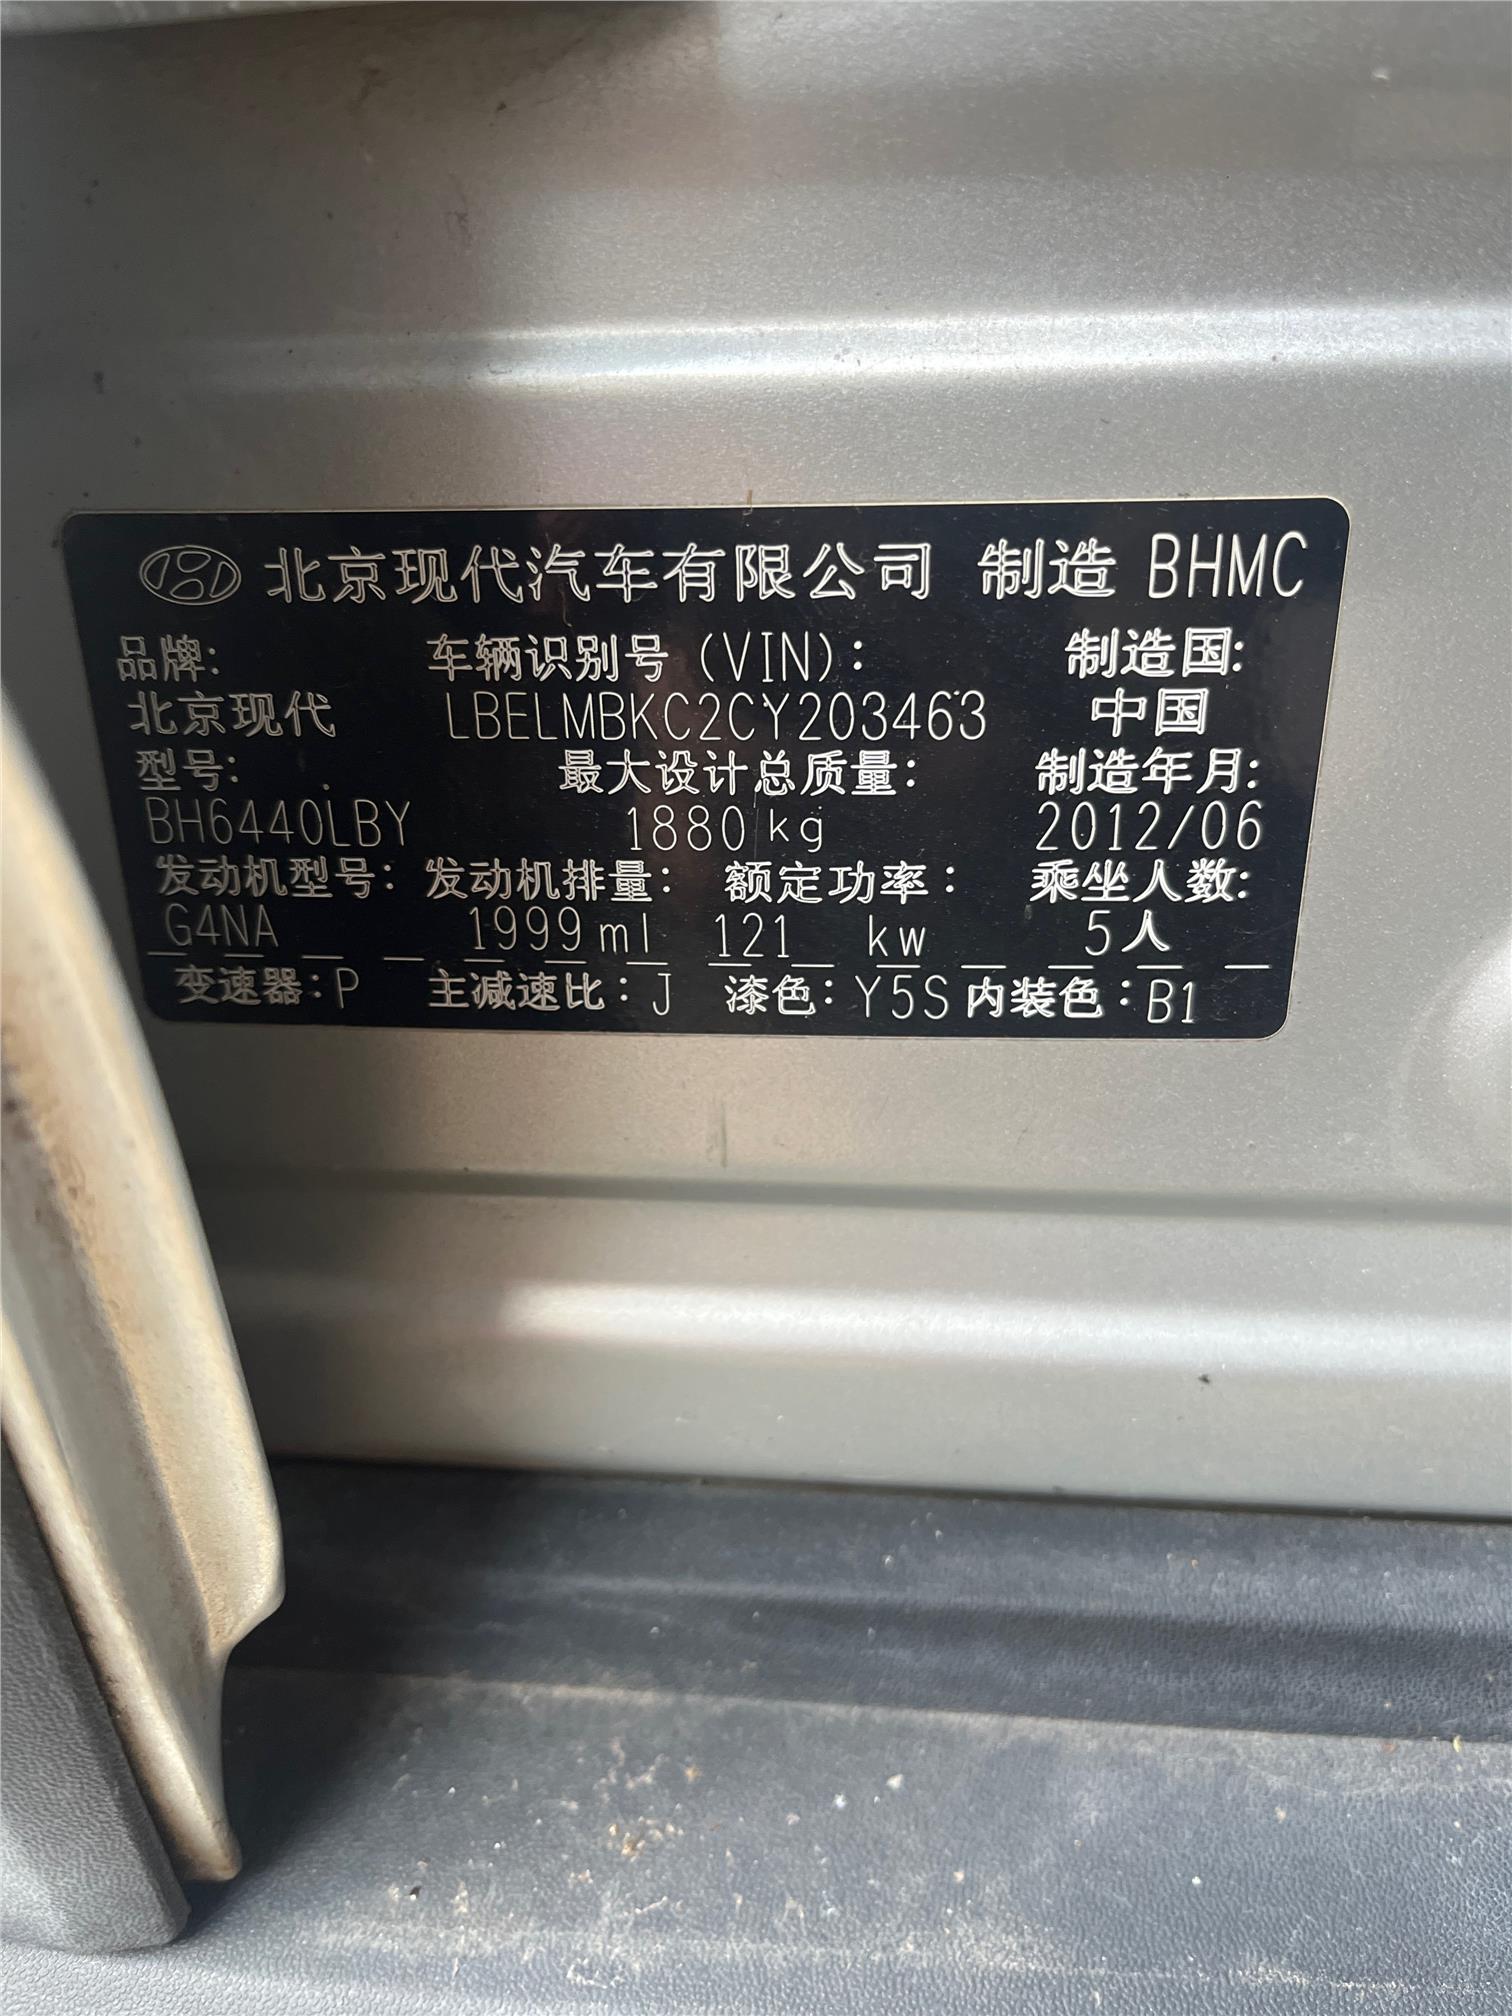 北京现代汽车有限公司 制造 BHMC
品牌: 车辆识别号 (VIN): 制造国:
北京现代 LBELMBKC2CY203463 中国
型号: 最大设计总质量: 制造年月:
BH6440LBY 1880kg 2012/06
发动机型号: 发动机排量: 额定功率: 乘坐人数:
G4NA 1999ml 121 kw 5人
变速器:P 主减速比:J 漆色:Y5S 内装色:B1